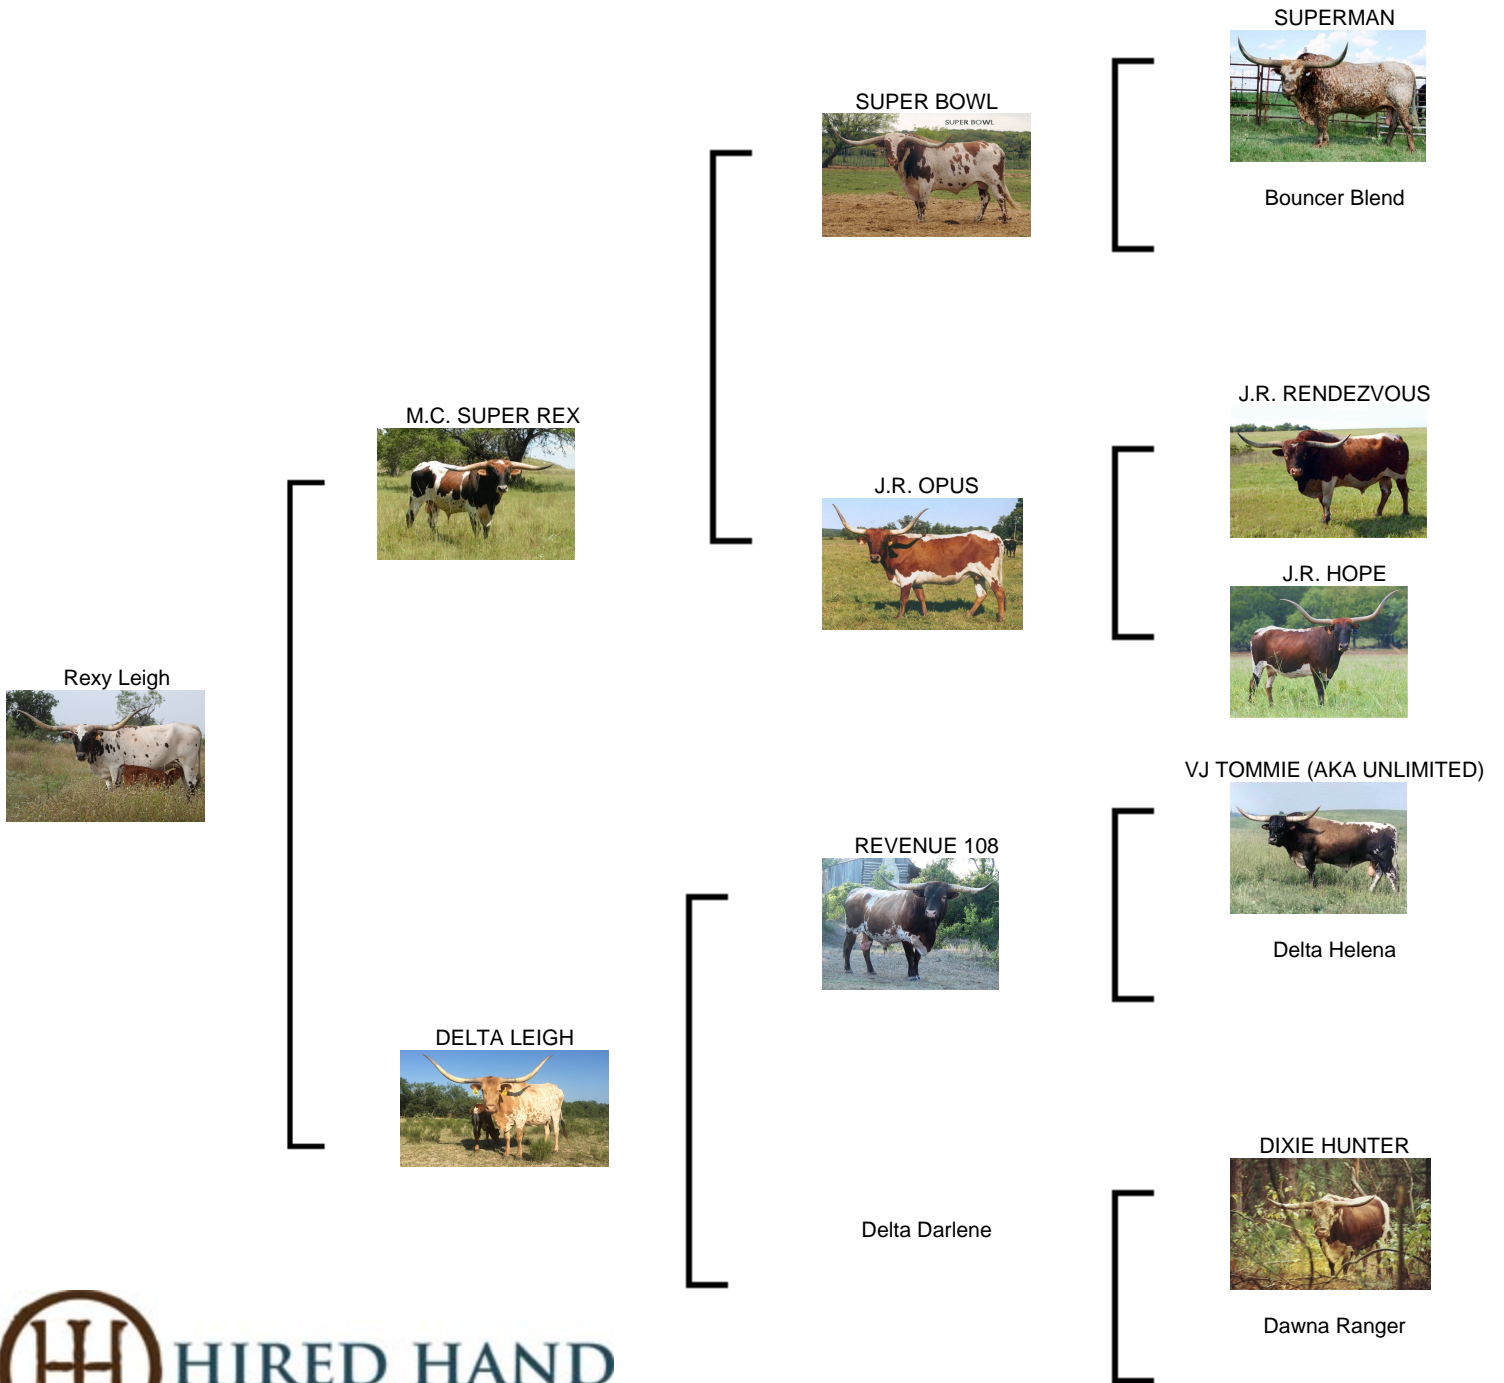 SUPERMAN
SUPER BOWL
SUPER BOWL
Bouncer Blend
J.R. RENDEZVOUS
M.C. SUPER REX
J.R. OPUS
J.R. HOPE
Rexy Leigh
VJ TOMMIE (AKA UNLIMITED)
REVENUE 108
Delta Helena
DELTA LEIGH
DIXIE HUNTER
Delta Darlene
Dawna Ranger
HIRED HAND